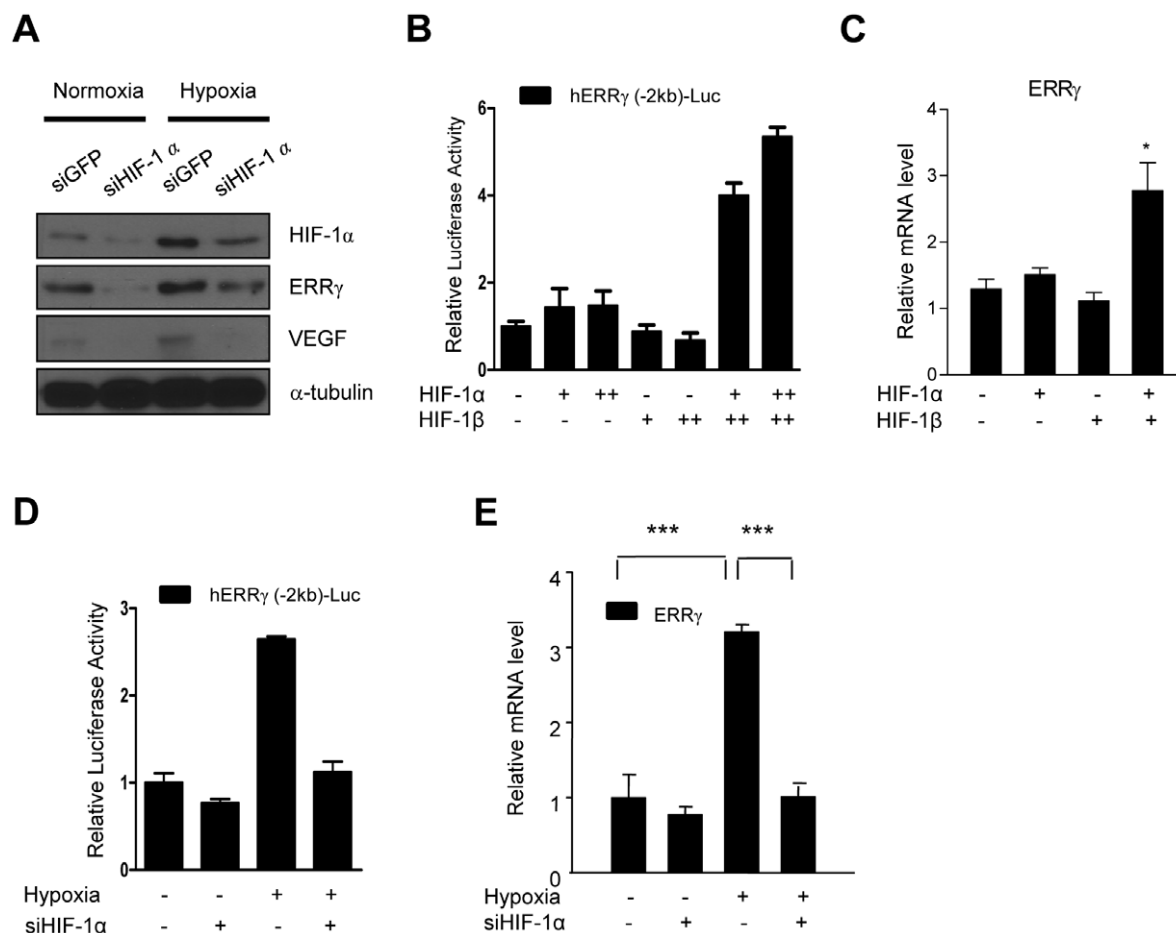 A
Normoxia Hypoxia
siGFP siHIF-1 α siGFP siHIF-1 α
HIF-1α
ERRγ
VEGF
α-tubulin
B
hERRγ (-2kb)-Luc
Relative Luciferase Activity
6
4
2
0
HIF-1α - + ++ - - + ++
HIF-1β - - - + ++ ++ ++
C
ERRγ
Relative mRNA level
4
3
2
1
0
*
HIF-1α - + - +
HIF-1β - - + +
D
hERRγ (-2kb)-Luc
Relative Luciferase Activity
3
2
1
0
Hypoxia - - + +
siHIF-1α - + - +
E
*** ***
ERRγ
Relative mRNA level
4
3
2
1
0
Hypoxia - - + +
siHIF-1α - + - +